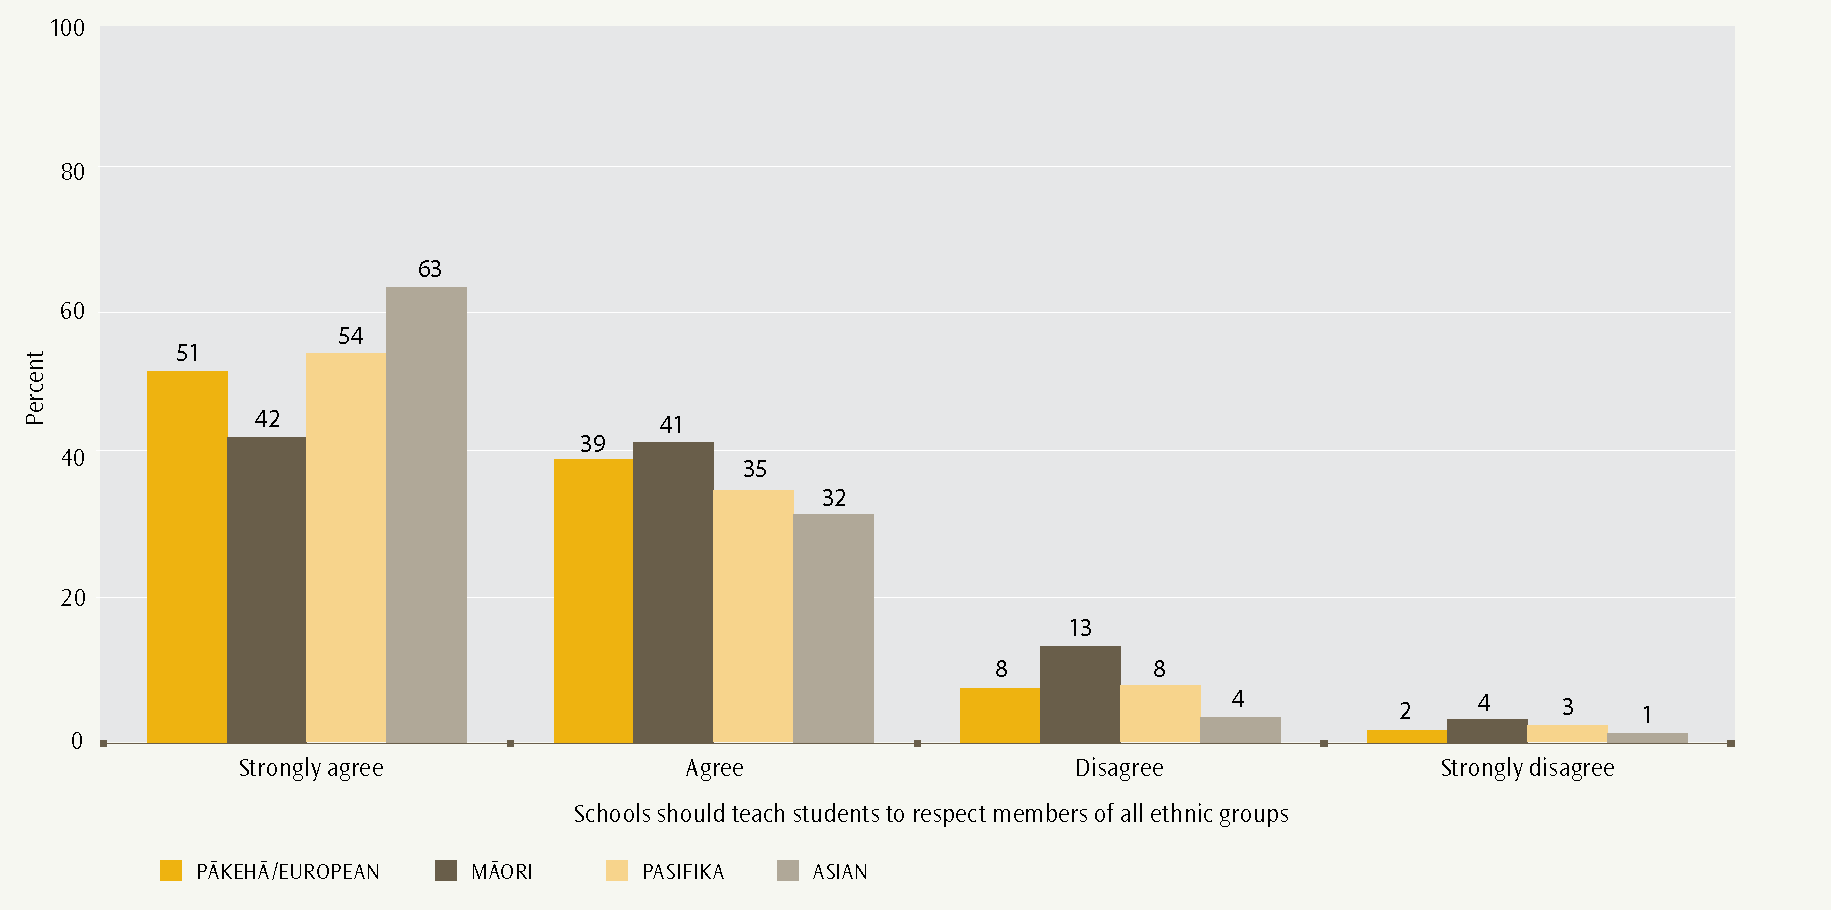 100
80
60
40
20
0
Percent
51
42
54
63
39
41
35
32
8
13
8
4
2
4
3
1
Strongly agree
Agree
Disagree
Strongly disagree
Schools should teach students to respect members of all ethnic groups
PĀKEHĀ/EUROPEAN
MĀORI
PASIFIKA
ASIAN